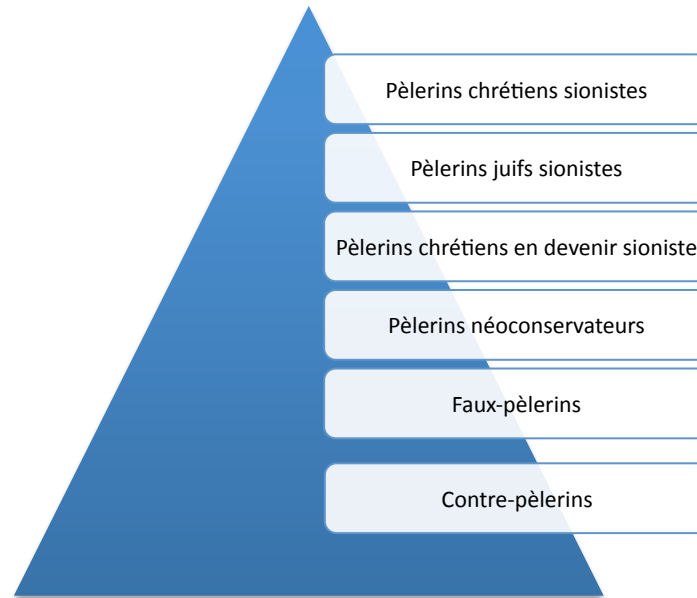 Pèlerins chrétiens sionistes
Pèlerins juifs sionistes
Pèlerins chrétiens en devenir sioniste
Pèlerins néoconservateurs
Faux-pèlerins
Contre-pèlerins